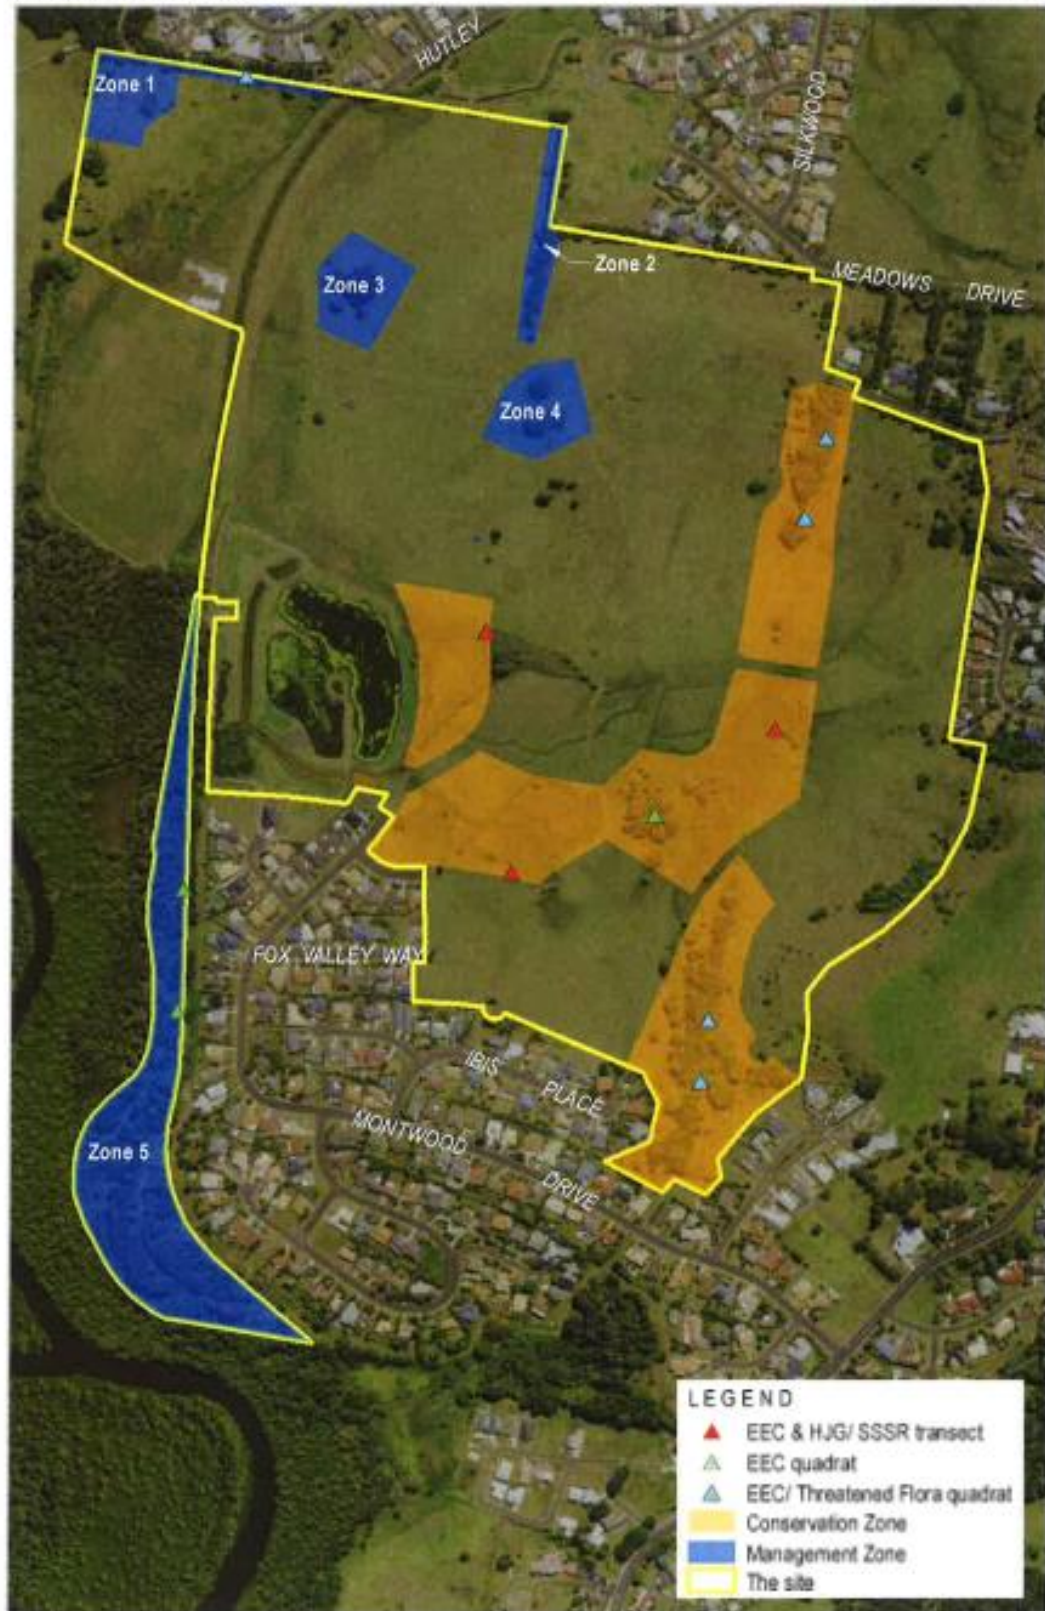 HUTLEY
Zone 1
SILKWOOD
Zone 2
MEADOWS DRIVE
Zone 3
Zone 4
FOX VALLEY WAY
IBIS PLACE
MONTWOOD DRIVE
Zone 5
LEGEND
EEC & HJG/ SSSR transect
EEC quadrat
EEC/ Threatened Flora quadrat
Conservation Zone
Management Zone
The site